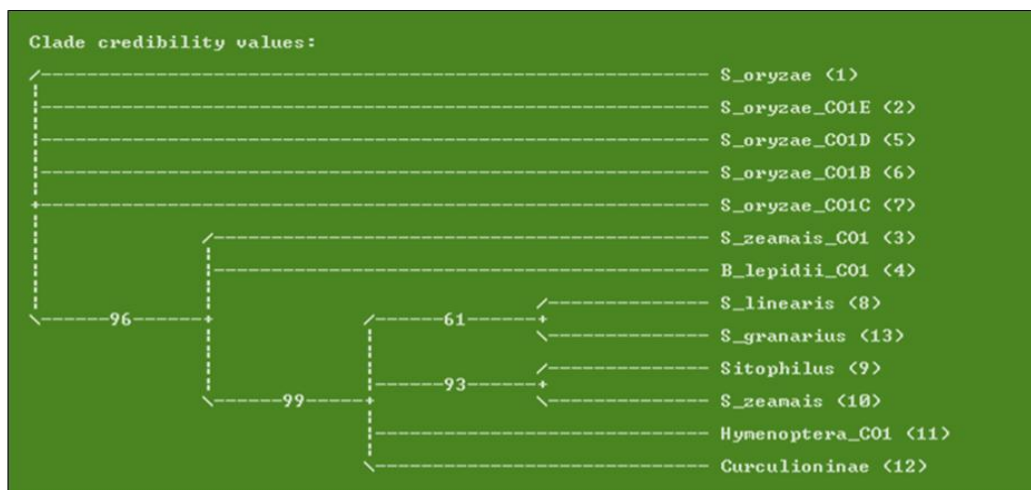 Clade credibility values:
S_oryzae (1)
S_oryzae_CO1E (2)
S_oryzae_CO1D (5)
S_oryzae_CO1B (6)
S_oryzae_CO1C (7)
S_zeamais_CO1 (3)
B_lepidii_CO1 (4)
S_linearis (8)
96 61
S_granarius (13)
Sitophilus (9)
93
S_zeamais (10)
99
Hymenoptera_CO1 (11)
Curculioninae (12)